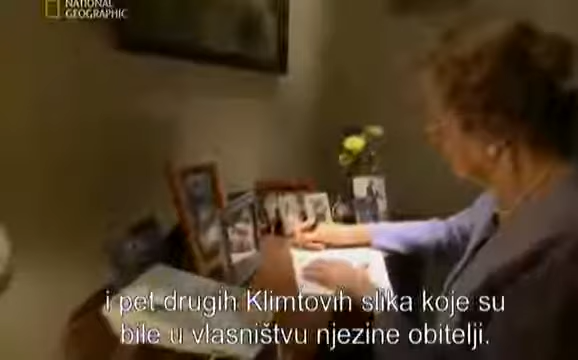 NATIONAL
GEOGRAPHIC
i pet drugih Klimtovih slika koje su
bile u vlasništvu njezine obitelji.